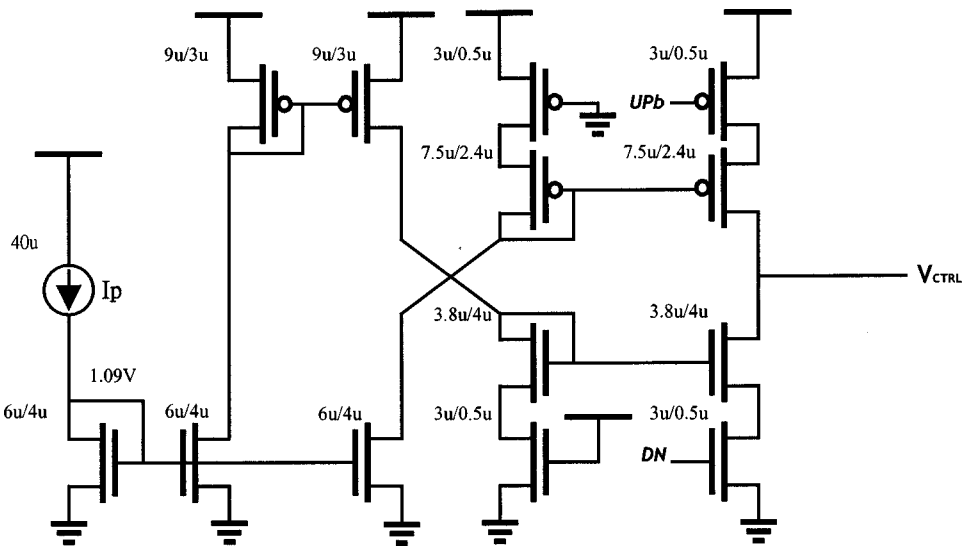 9u/3u 9u/3u 3u/0.5u 3u/0.5u
UPb
7.5u/2.4u 7.5u/2.4u
40u
Ip
VCTRL
3.8u/4u 3.8u/4u
1.09V
6u/4u 6u/4u 6u/4u 3u/0.5u 3u/0.5u
DN